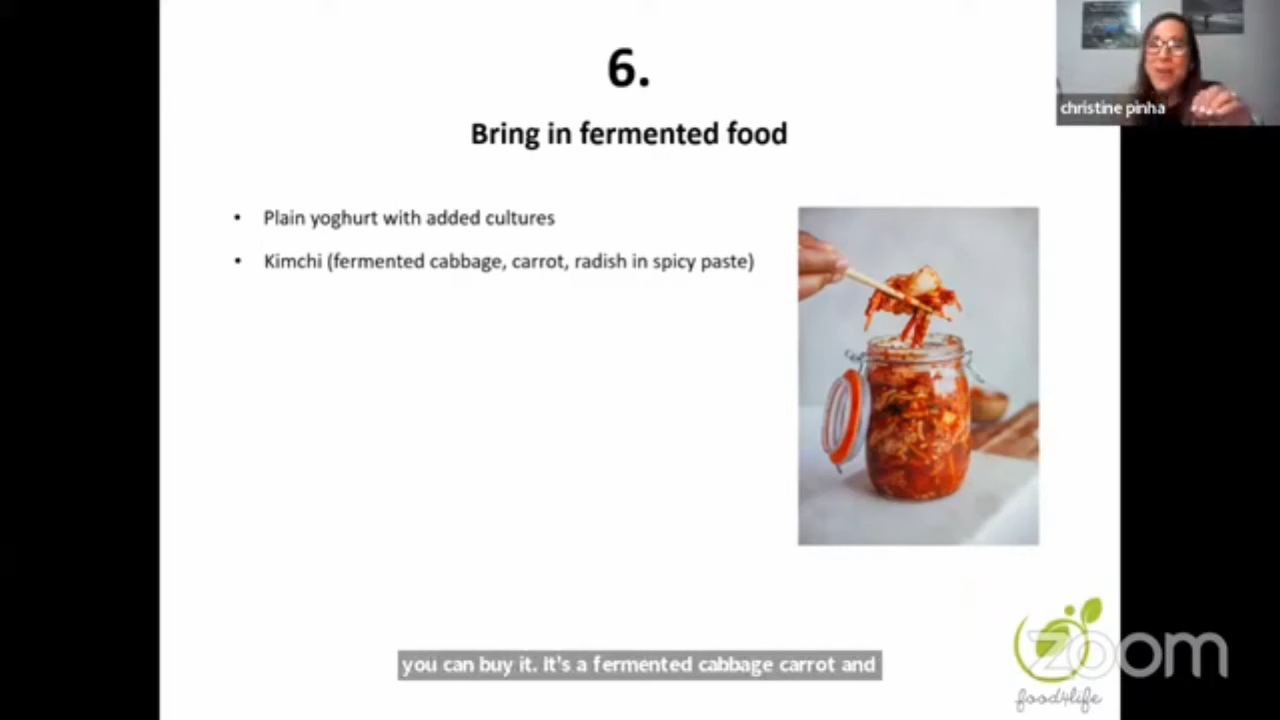 6.
christine pinha
Bring in fermented food
• Plain yoghurt with added cultures
• Kimchi (fermented cabbage, carrot, radish in spicy paste)
you can buy it. It's a fermented cabbage carrot and
zoom
food4life